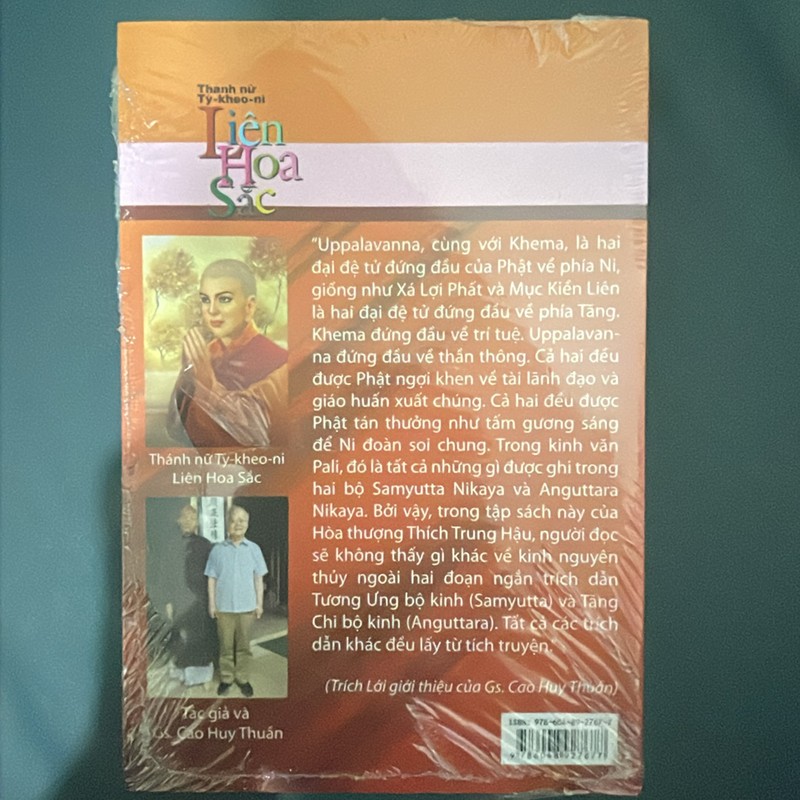 Thanh nữ
Tỳ-kheo-ni
Liên
Hoa
Sắc
"Uppalavanna, cùng với Khema, là hai
đại đệ tử đứng đầu của Phật về phía Ni,
giống như Xá Lợi Phất và Mục Kiền Liên
là hai đại đệ tử đứng đầu về phía Tăng.
Khema đứng đầu về trí tuệ. Uppalavan-
na đứng đầu về thần thông. Cả hai đều
được Phật ngợi khen về tài lãnh đạo và
giáo huấn xuất chúng. Cả hai đều được
Phật tán thưởng như tấm gương sáng
để Ni đoàn soi chung. Trong kinh văn
Pali, đó là tất cả những gì được ghi trong
hai bộ Samyutta Nikaya và Anguttara
Nikaya. Bởi vậy, trong tập sách này của
Hòa thượng Thích Trung Hậu, người đọc
sẽ không thấy gì khác về kinh nguyên
thủy ngoài hai đoạn ngắn trích dẫn
Tương Ưng bộ kinh (Samyutta) và Tăng
Chi bộ kinh (Anguttara). Tất cả các trích
dẫn khác đều lấy từ tích truyện."
(Trích Lời giới thiệu của Gs. Cao Huy Thuần)
Thánh nữ Tỳ-kheo-ni
Liên Hoa Sắc
Tác giả và
Gs. Cao Huy Thuần
ISBN: 978-604-89-2767-7